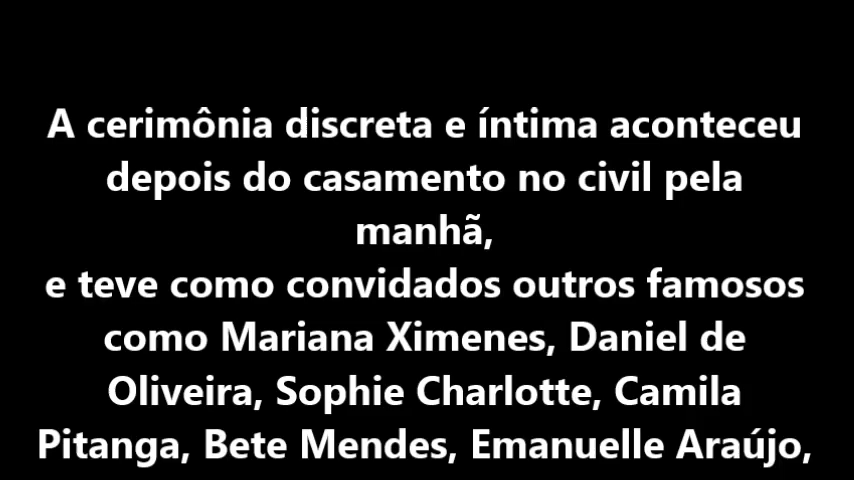 A cerimônia discreta e íntima aconteceu
depois do casamento no civil pela
manhã,
e teve como convidados outros famosos
como Mariana Ximenes, Daniel de
Oliveira, Sophie Charlotte, Camila
Pitanga, Bete Mendes, Emanuelle Araújo,